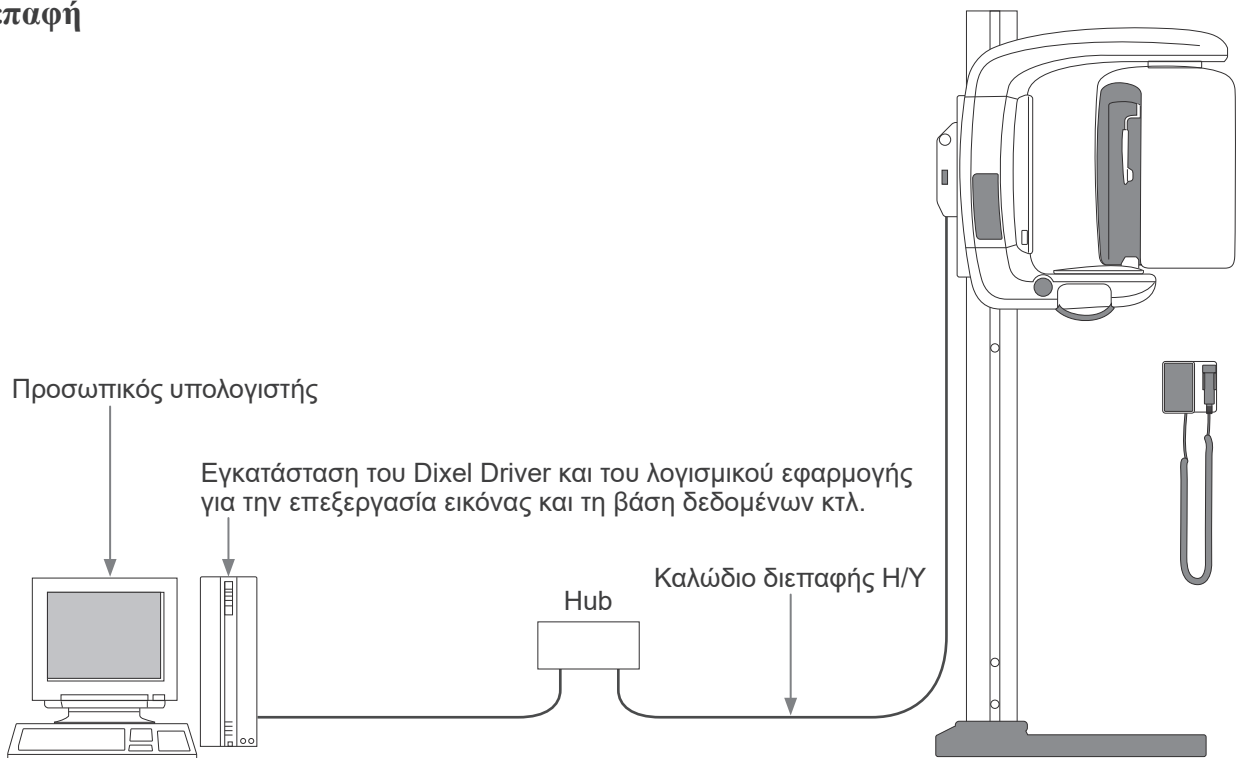 επαφή
Προσωπικός υπολογιστής
Εγκατάσταση του Dixel Driver και του λογισμικού εφαρμογής
για την επεξεργασία εικόνας και τη βάση δεδομένων κτλ.
Καλώδιο διεπαφής Η/Υ
Hub